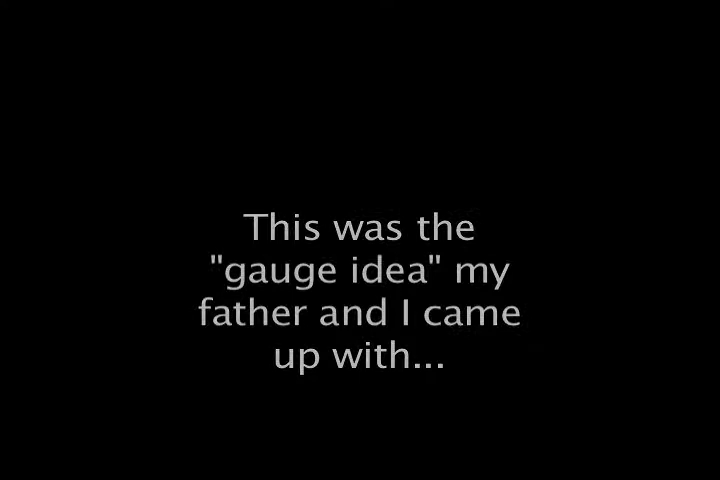 This was the
"gauge idea" my
father and I came
up with...